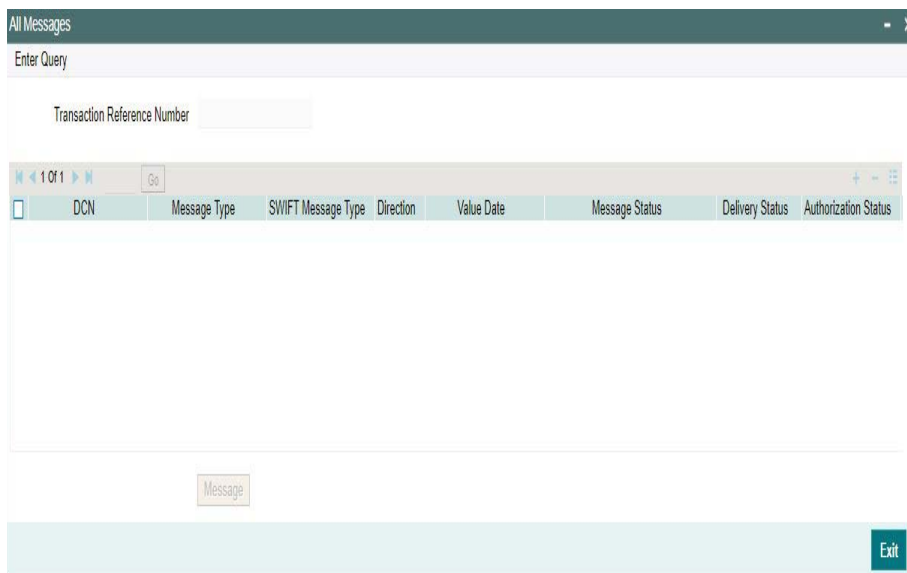 All Messages
Enter Query
Transaction Reference Number
1 Of 1 Go
DCN Message Type SWIFT Message Type Direction Value Date Message Status Delivery Status Authorization Status
Message
Exit